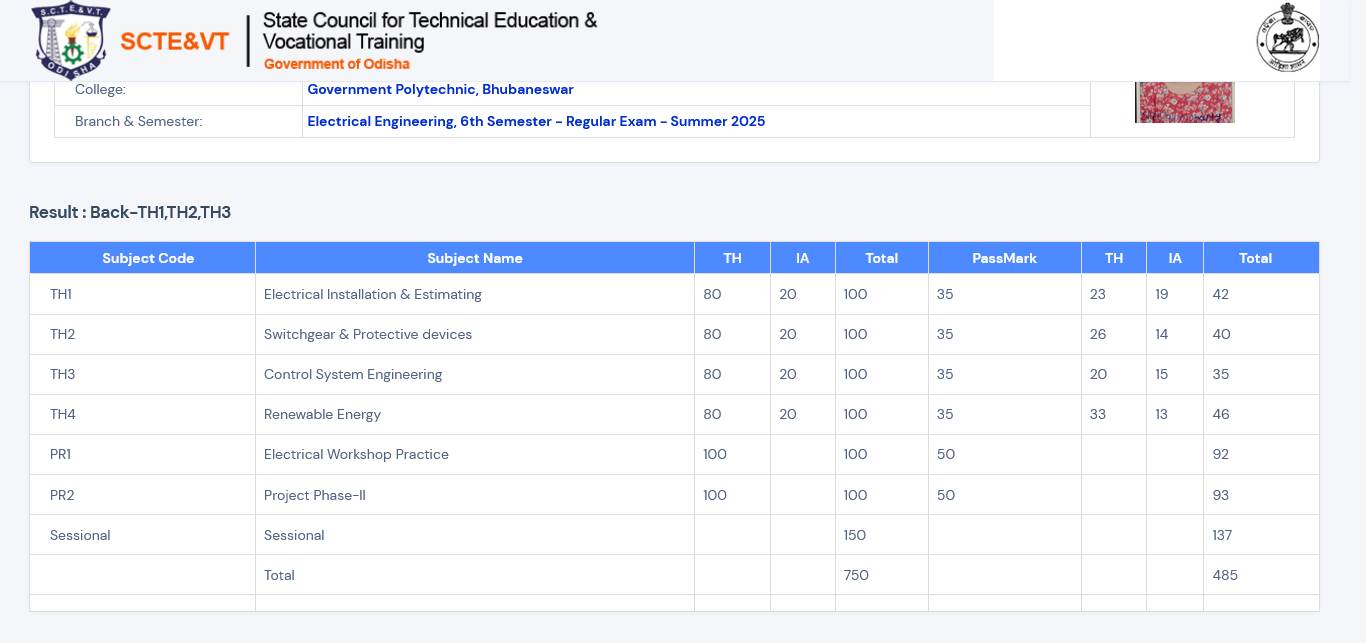 S.C.T.E.&V.T.
ODISHA
SCTE&VT
State Council for Technical Education &
Vocational Training
Government of Odisha
College: Government Polytechnic, Bhubaneswar
Branch & Semester: Electrical Engineering, 6th Semester - Regular Exam - Summer 2025
Result : Back-TH1,TH2,TH3
Subject Code Subject Name TH IA Total PassMark TH IA Total
TH1 Electrical Installation & Estimating 80 20 100 35 23 19 42
TH2 Switchgear & Protective devices 80 20 100 35 26 14 40
TH3 Control System Engineering 80 20 100 35 20 15 35
TH4 Renewable Energy 80 20 100 35 33 13 46
PR1 Electrical Workshop Practice 100 100 50 92
PR2 Project Phase-II 100 100 50 93
Sessional Sessional 150 137
Total 750 485